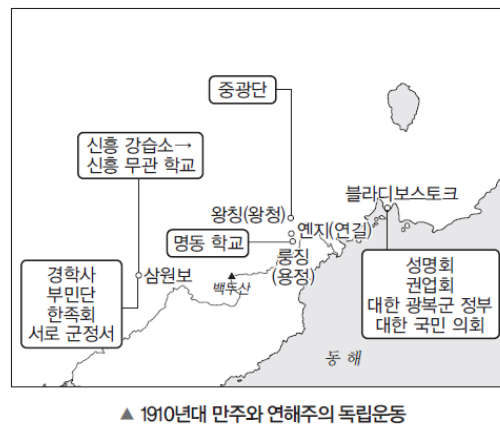 중광단
신흥 강습소→
신흥 무관 학교
블라디보스토크
왕칭(왕청)
옌지(연길)
명동 학교
룽징
(용정)
경학사
부민단
한족회
서로 군정서
삼원보
백두산
성명회
권업회
대한 광복군 정부
대한 국민 의회
동해
▲ 1910년대 만주와 연해주의 독립운동